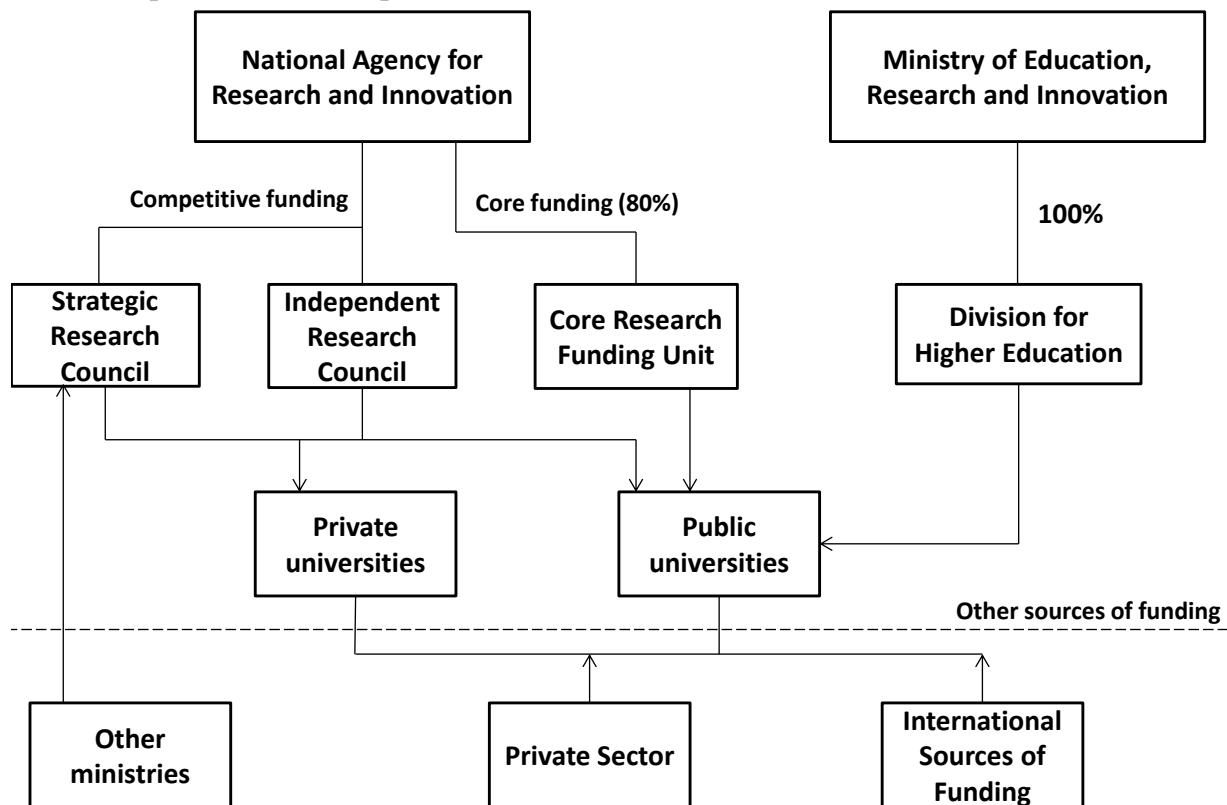 National Agency for
Research and Innovation
Ministry of Education,
Research and Innovation
Competitive funding
Core funding (80%)
100%
Strategic
Research
Council
Independent
Research
Council
Core Research
Funding Unit
Division for
Higher Education
Private
universities
Public
universities
Other sources of funding
Other
ministries
Private Sector
International
Sources of
Funding